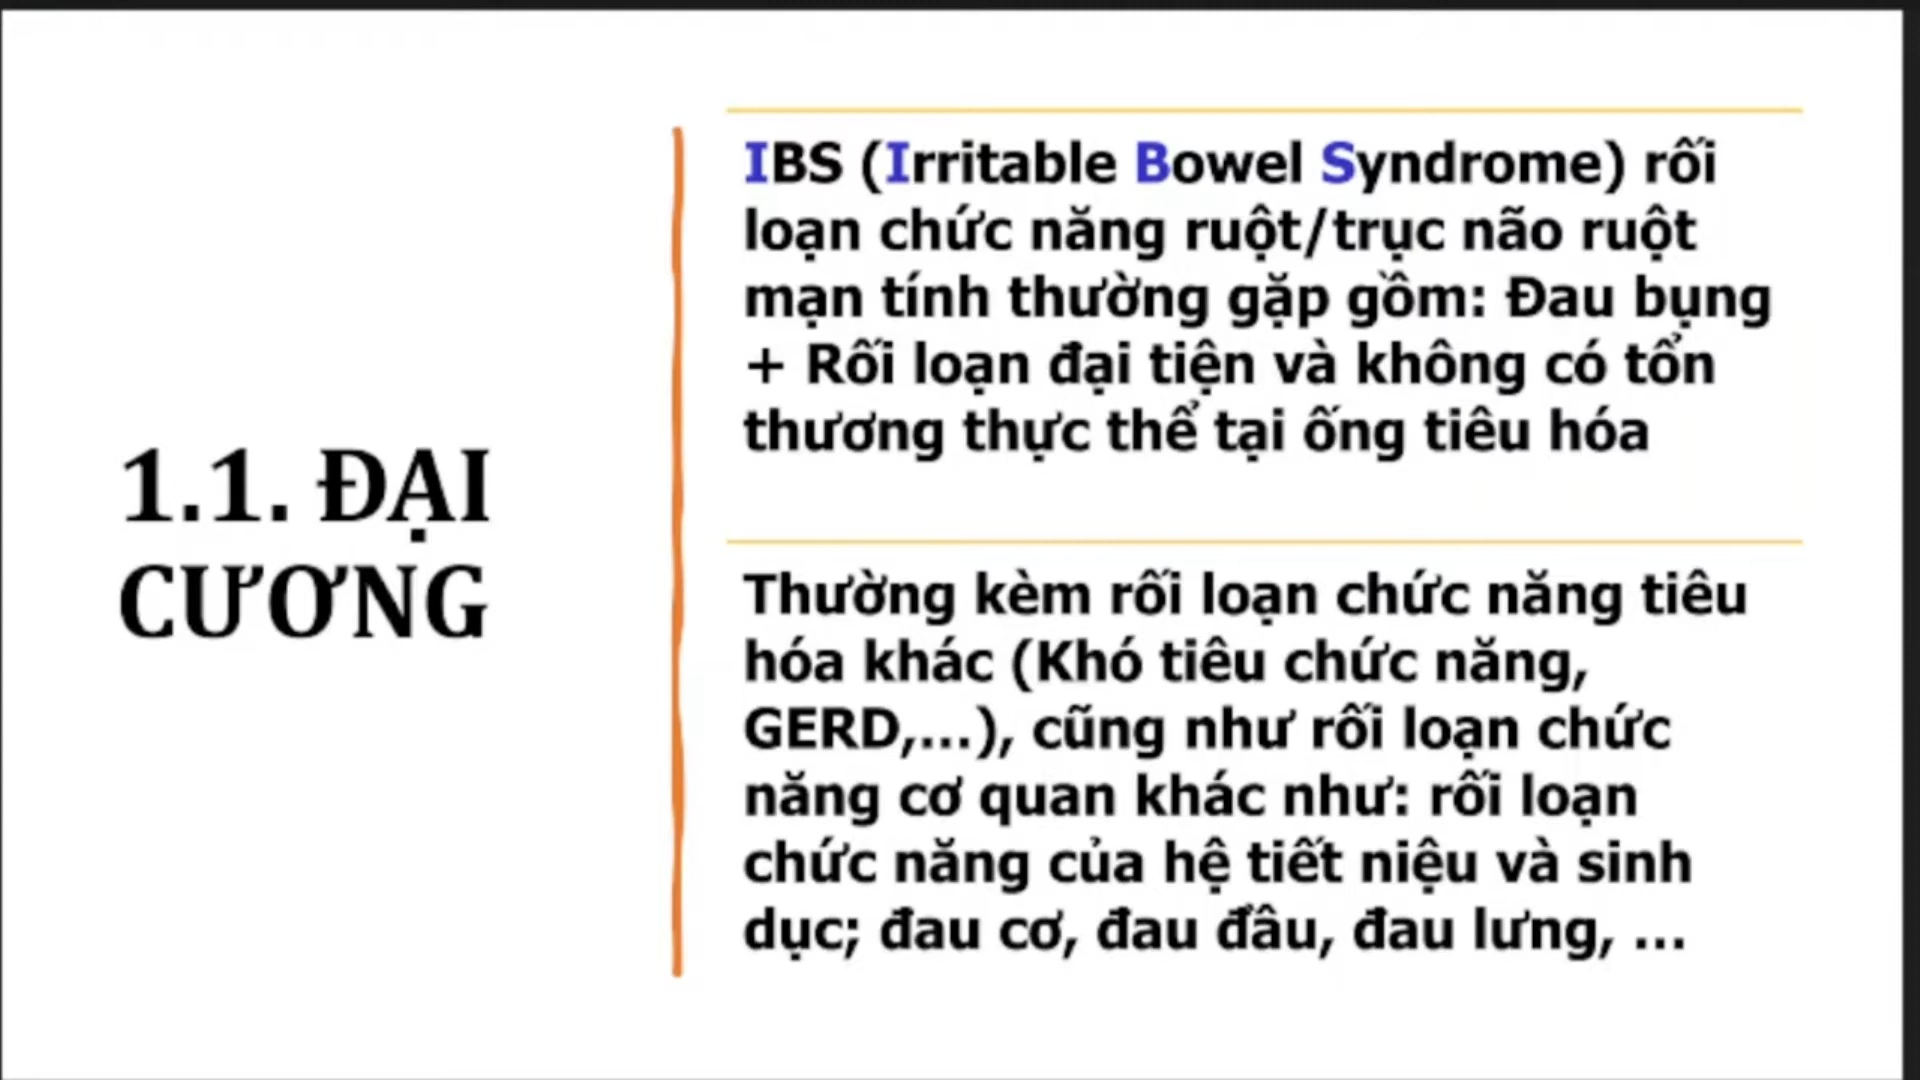 1.1. ĐẠI
CƯƠNG
IBS (Irritable Bowel Syndrome) rối
loạn chức năng ruột/trục não ruột
mạn tính thường gặp gồm: Đau bụng
+ Rối loạn đại tiện và không có tổn
thương thực thể tại ống tiêu hóa
Thường kèm rối loạn chức năng tiêu
hóa khác (Khó tiêu chức năng,
GERD,...), cũng như rối loạn chức
năng cơ quan khác như: rối loạn
chức năng của hệ tiết niệu và sinh
dục; đau cơ, đau đầu, đau lưng, ...